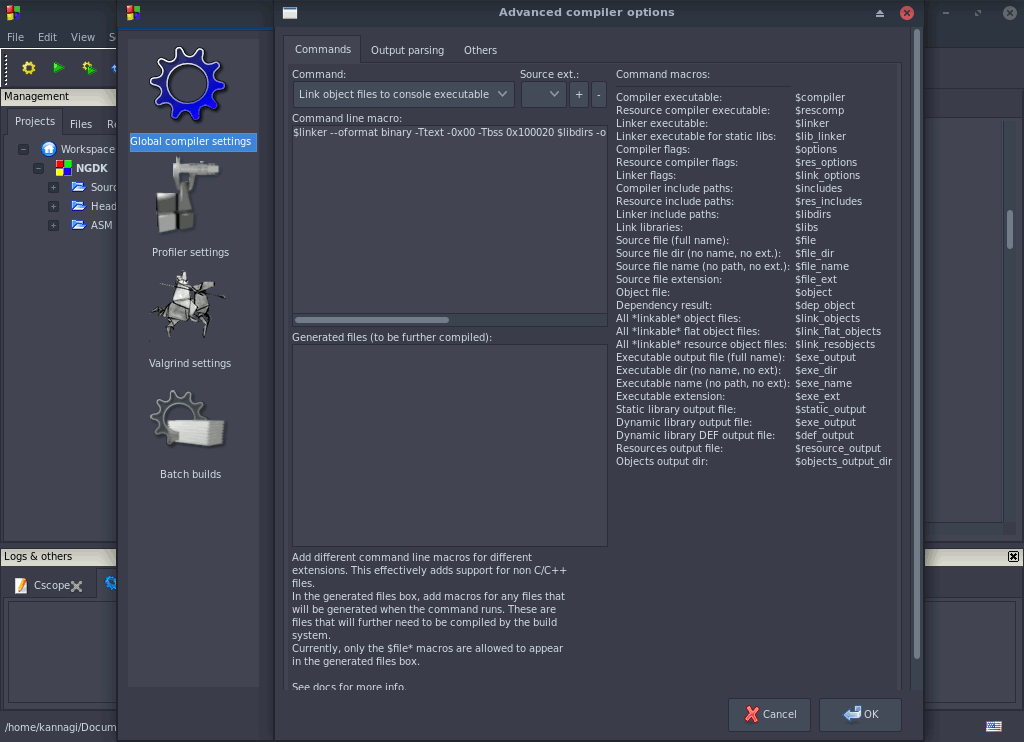 Advanced compiler options
File Edit View
Management
Projects Files
Workspace
NGDK
ASM
Logs & others
Cscope
Global compiler settings
Profiler settings
Valgrind settings
Batch builds
Commands Output parsing Others
Command: Source ext.:
Link object files to console executable + -
Command line macro:
$linker --oformat binary -Ttext -0x00 -Tbss 0x100020 $libdirs -o
Generated files (to be further compiled):
Add different command line macros for different
extensions. This effectively adds support for non C/C++
files.
In the generated files box, add macros for any files that
will be generated when the command runs. These are
files that will further need to be compiled by the build
system.
Currently, only the $file* macros are allowed to appear
in the generated files box.
See docs for more info.
Command macros:
Compiler executable: $compiler
Resource compiler executable: $rescomp
Linker executable: $linker
Linker executable for static libs: $lib_linker
Compiler flags: $options
Resource compiler flags: $res_options
Linker flags: $link_options
Compiler include paths: $includes
Resource include paths: $res_includes
Linker include paths: $libdirs
Link libraries: $libs
Source file (full name): $file
Source file dir (no name, no ext.): $file_dir
Source file name (no path, no ext.): $file_name
Source file extension: $file_ext
Object file: $object
Dependency result: $dep_object
All *linkable* object files: $link_objects
All *linkable* flat object files: $link_flat_objects
All *linkable* resource object files: $link_resobjects
Executable output file (full name): $exe_output
Executable dir (no name, no ext): $exe_dir
Executable name (no path, no ext): $exe_name
Executable extension: $exe_ext
Static library output file: $static_output
Dynamic library output file: $exe_output
Dynamic library DEF output file: $def_output
Resources output file: $resource_output
Objects output dir: $objects_output_dir
Cancel OK
/home/kannagi/Docum